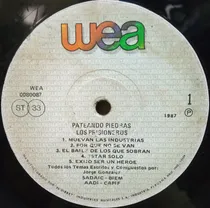 wea
WEA
0080087
ST 33
1
P
1987
PATEANDO PIEDRAS
LOS PRISIONEROS
1. MUEVAN LAS INDUSTRIAS
2. POR QUE NO SE VAN
3. EL BAILE DE LOS QUE SOBRAN
4. ESTAR SOLO
5. EXIJO SER UN HEROE
Todos los Temas Escritos y Compuestos por
Jorge González
SADAIC - BIEM
AADI - CAPIF